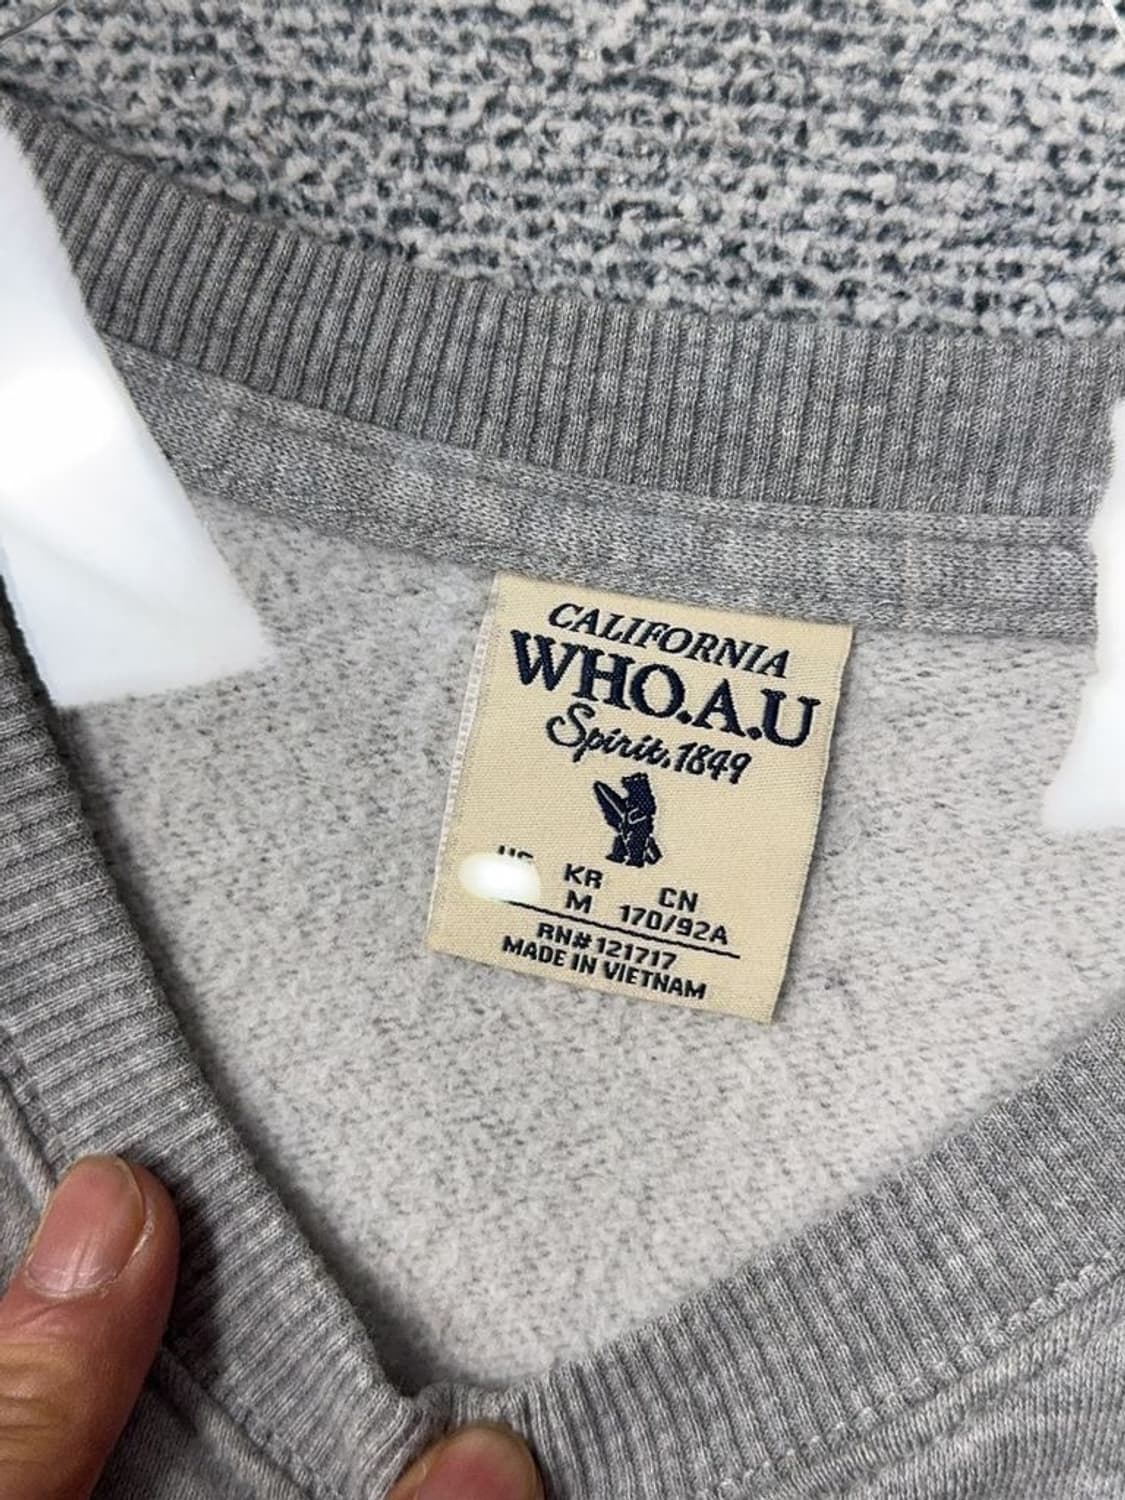 CALIFORNIA
WHO.A.U
Spirit.1849
KR CN
M 170/92A
RN#121717
MADE IN VIETNAM